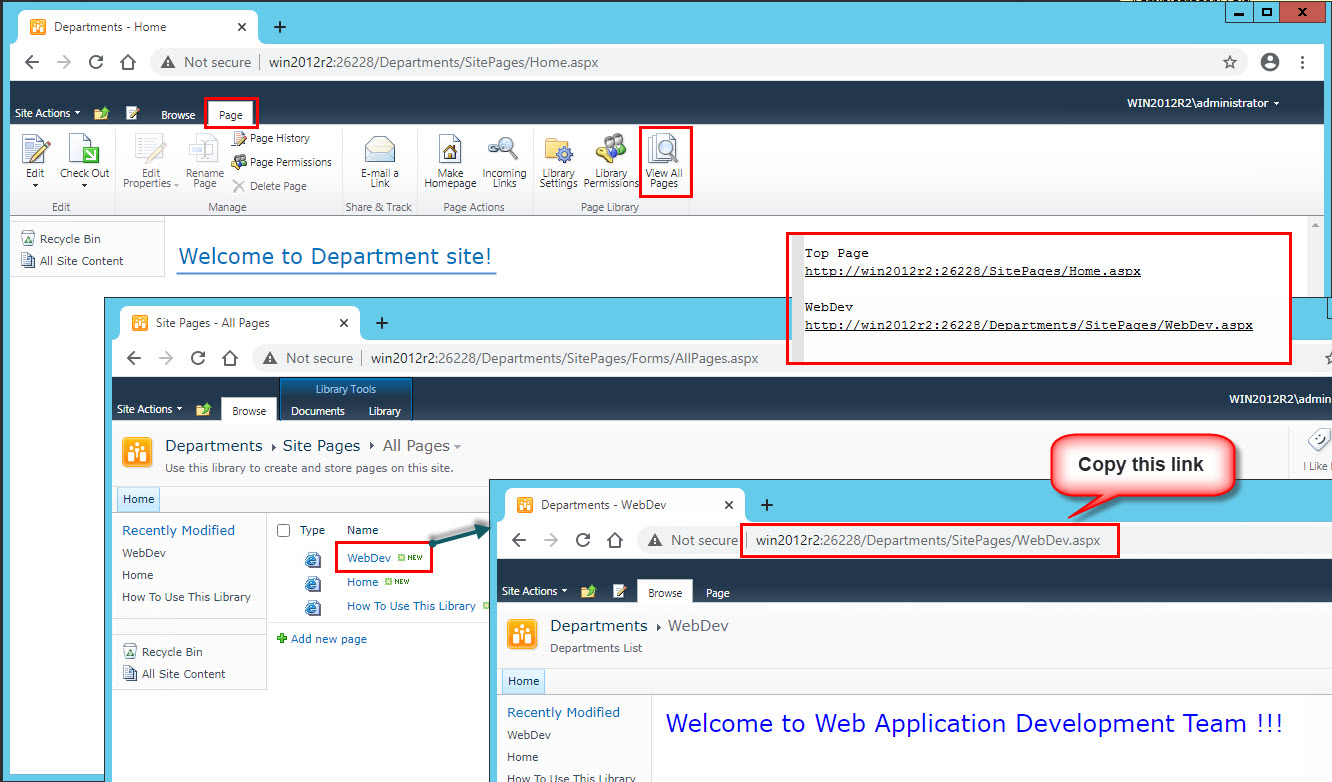 Departments - Home
Not secure win2012r2:26228/Departments/SitePages/Home.aspx
Site Actions Browse Page WIN2012R2\administrator
Edit
Check Out
Edit
Properties
Rename
Page
Page History
Page Permissions
Delete Page
E-mail a
Link
Make
Homepage
Incoming
Links
Library
Settings
Library
Permissions
View All
Pages
Edit Manage Share & Track Page Actions Page Library
Recycle Bin
All Site Content
Welcome to Department site!
Top Page
http://win2012r2:26228/SitePages/Home.aspx
WebDev
http://win2012r2:26228/Departments/SitePages/WebDev.aspx
Site Pages - All Pages
Not secure win2012r2:26228/Departments/SitePages/Forms/AllPages.aspx
Library Tools
Site Actions Browse Documents Library WIN2012R2\admin
Departments Site Pages All Pages
Use this library to create and store pages on this site.
I Like
Home
Recently Modified
WebDev
Home
How To Use This Library
Recycle Bin
All Site Content
Type Name
WebDev NEW
Home NEW
How To Use This Library
Add new page
Copy this link
Departments - WebDev
Not secure win2012r2:26228/Departments/SitePages/WebDev.aspx
Site Actions Browse Page
Departments WebDev
Departments List
Home
Recently Modified
WebDev
Home
How To Use This Library
Welcome to Web Application Development Team !!!